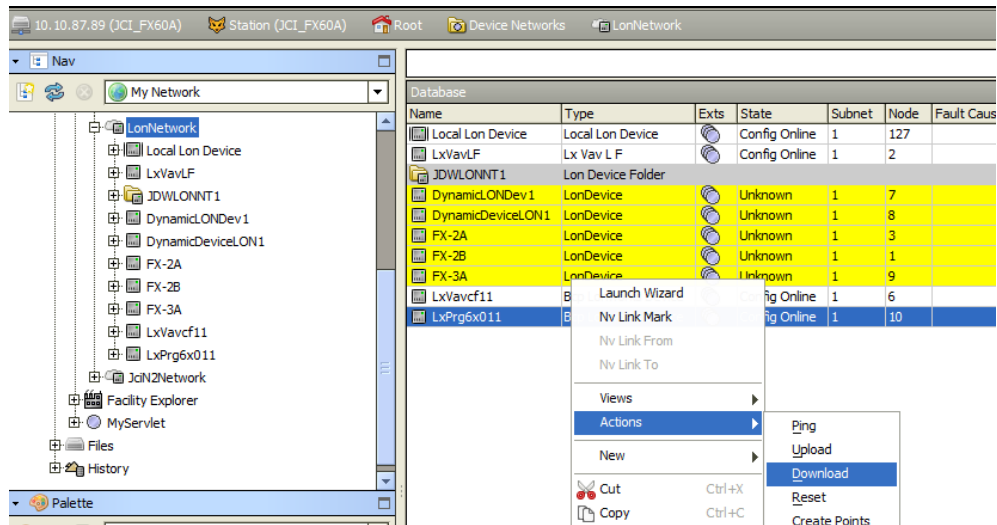 10.10.87.89 (JCI_FX60A) Station (JCI_FX60A) Root Device Networks LonNetwork
Nav
My Network
LonNetwork
Local Lon Device
LxVavLF
JDWLONNT1
DynamicLONDev1
DynamicDeviceLON1
FX-2A
FX-2B
FX-3A
LxVavcf11
LxPrg6x011
JciN2Network
Facility Explorer
MyServlet
Files
History
Palette
Database
Name Type Exts State Subnet Node Fault Caus
Local Lon Device Local Lon Device Config Online 1 127
LxVavLF Lx Vav L F Config Online 1 2
JDWLONNT1 Lon Device Folder
DynamicLONDev1 LonDevice Unknown 1 7
DynamicDeviceLON1 LonDevice Unknown 1 8
FX-2A LonDevice Unknown 1 3
FX-2B LonDevice Unknown 1 1
FX-3A LonDevice Unknown 1 9
LxVavcf11 fig Online 1 6
LxPrg6x011 fig Online 1 10
Launch Wizard
Nv Link Mark
Nv Link From
Nv Link To
Views
Actions
New
Cut Ctrl+X
Copy Ctrl+C
Ping
Upload
Download
Reset
Create Points